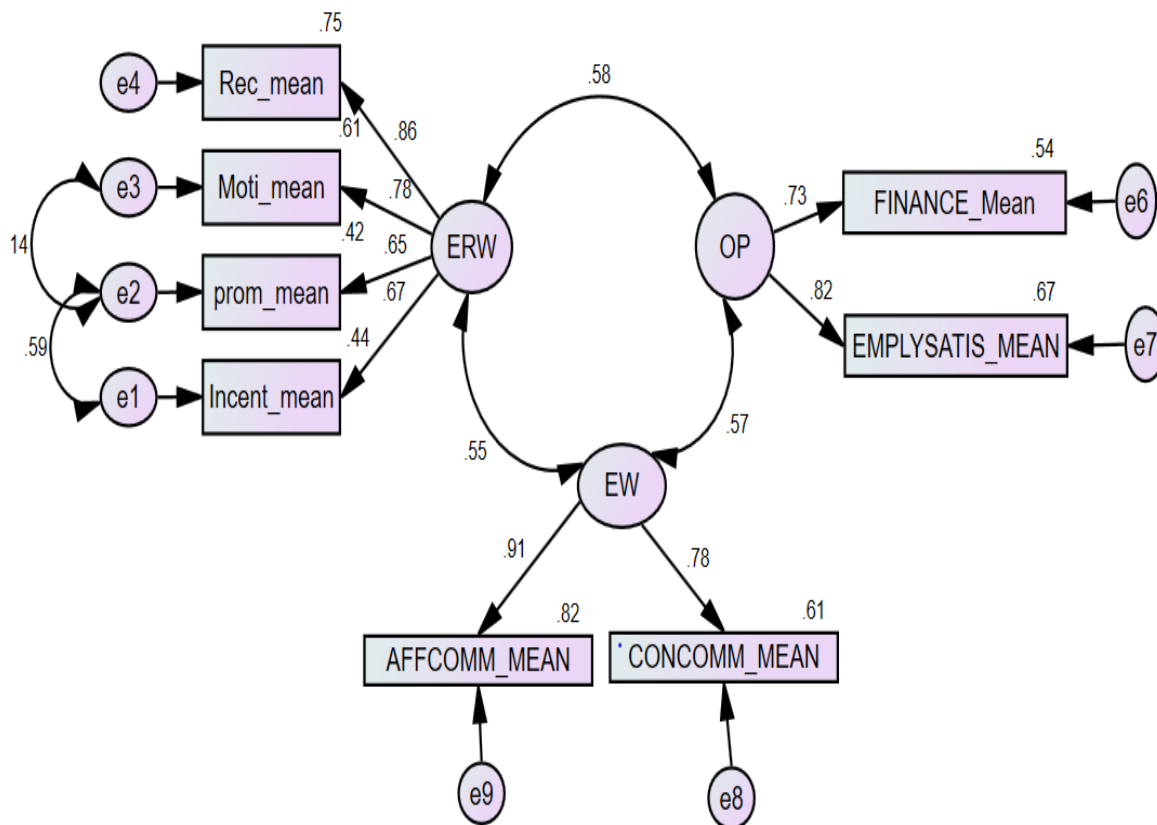 .75
e4
Rec_mean
.58
.61
.86
e3
Moti_mean
.78
.54
.73
FINANCE_Mean
e6
14
.42
.65
ERW
OP
e2
prom_mean
.67
.82
.67
.59
.44
EMPLYSATIS_MEAN
e7
e1
Incent_mean
.55
.57
EW
.91
.78
.82
.61
AFFCOMM_MEAN
CONCOMM_MEAN
e9
e8